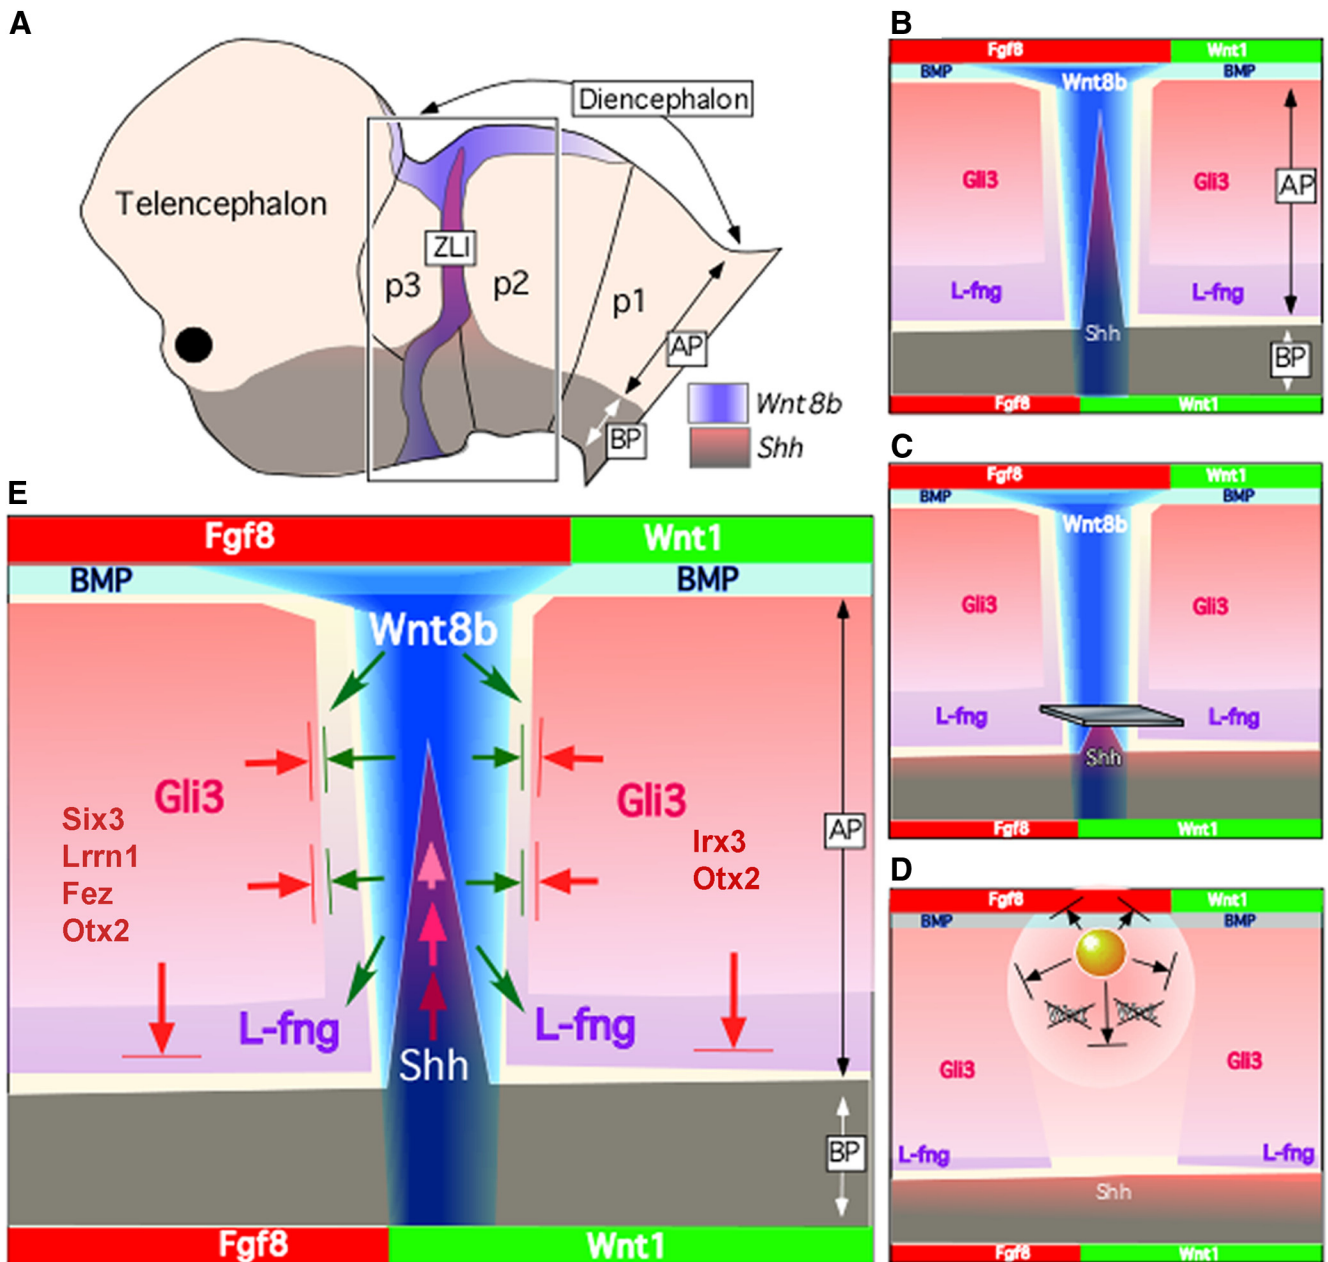 A
Diencephalon
Telencephalon
ZLI
p3
p2
p1
AP
BP
Wnt8b
Shh
B
Fgf8 Wnt1
BMP BMP
Wnt8b
Gli3 Gli3
AP
L-fng L-fng
Shh
BP
Fgf8 Wnt1
C
Fgf8 Wnt1
BMP BMP
Wnt8b
Gli3 Gli3
L-fng L-fng
Shh
Fgf8 Wnt1
D
Fgf8 Wnt1
BMP BMP
Gli3 Gli3
L-fng L-fng
Shh
Fgf8 Wnt1
E
Fgf8 Wnt1
BMP BMP
Wnt8b
Gli3 Gli3
Six3
Lrrn1
Fez
Otx2
Irx3
Otx2
AP
L-fng L-fng
Shh
BP
Fgf8 Wnt1